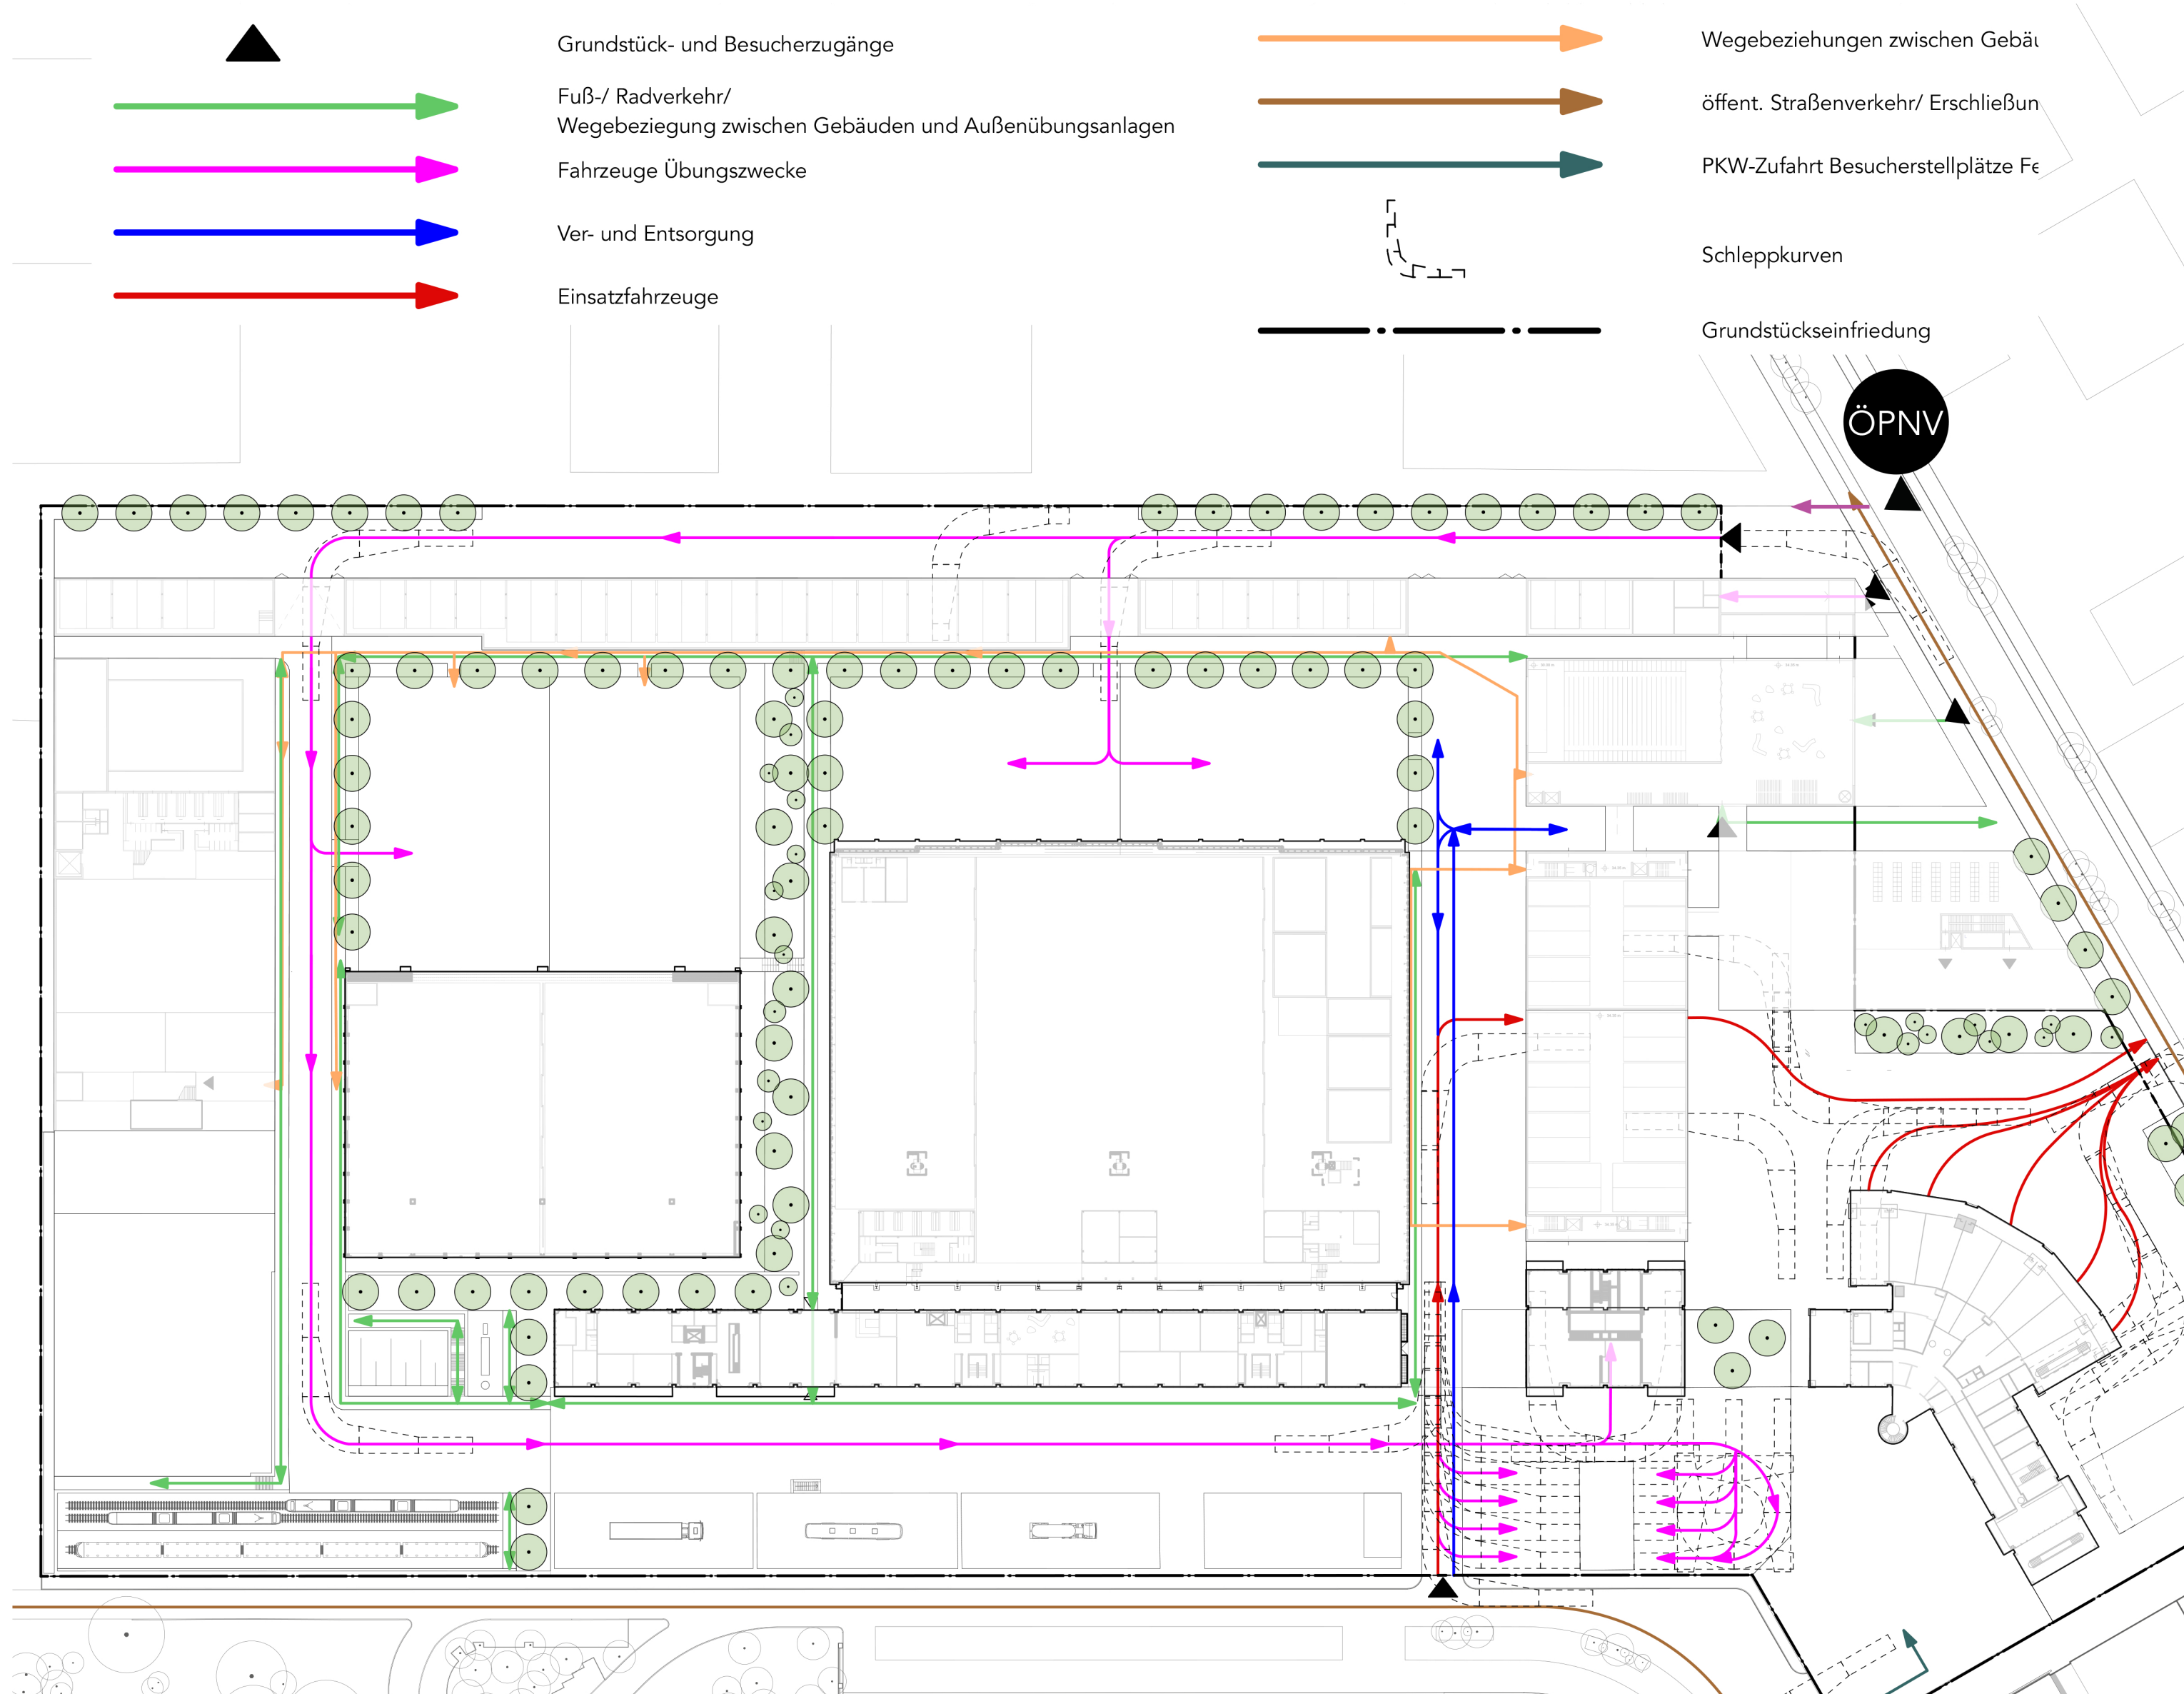 Grundstück- und Besucherzugänge
Fuß-/ Radverkehr/
Wegebeziegung zwischen Gebäuden und Außenübungsanlagen
Fahrzeuge Übungszwecke
Ver- und Entsorgung
Einsatzfahrzeuge
Wegebeziehungen zwischen Gebäu
öffent. Straßenverkehr/ Erschließun
PKW-Zufahrt Besucherstellplätze Fe
Schleppkurven
Grundstückseinfriedung
ÖPNV